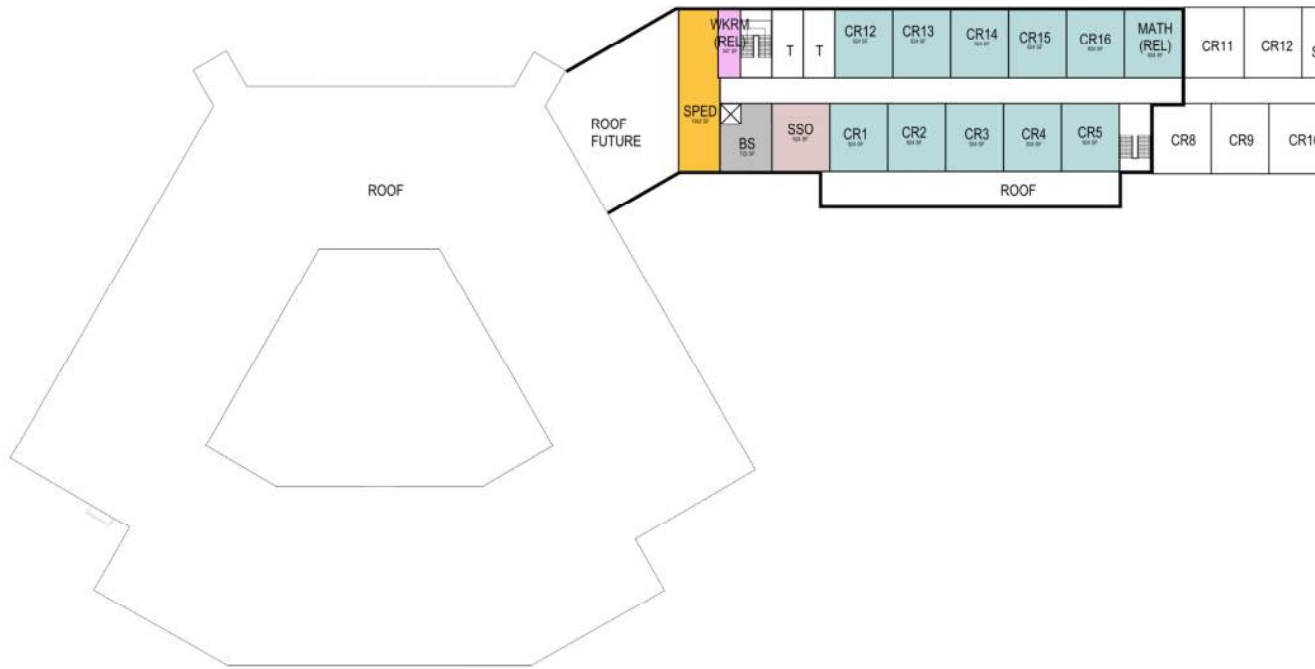 WKRM
(REL)
T
T
CR12
CR13
CR14
CR15
CR16
MATH
(REL)
CR11
CR12
S
SPED
ROOF
FUTURE
BS
SSO
CR1
CR2
CR3
CR4
CR5
CR8
CR9
CR10
ROOF
ROOF